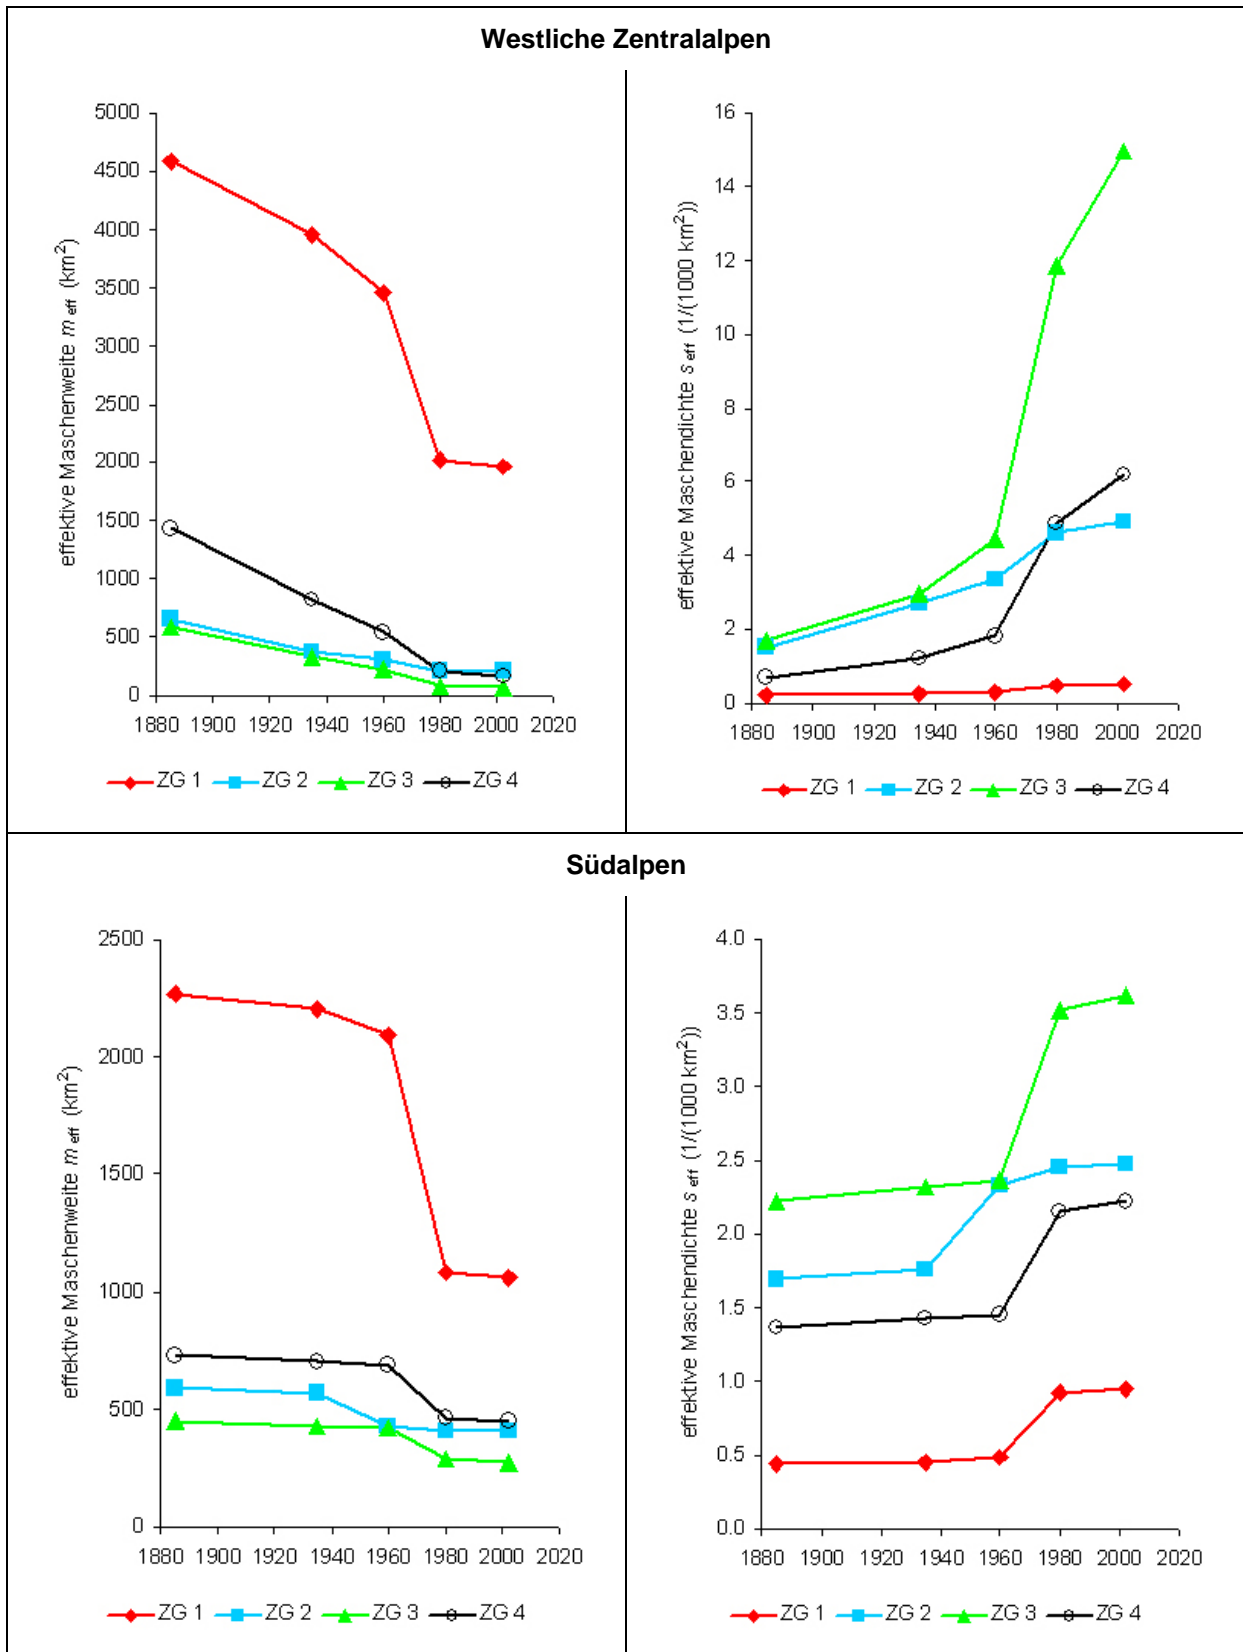 Westliche Zentralalpen
effektive Maschenweite m eff (km²)
5000
4500
4000
3500
3000
2500
2000
1500
1000
500
0
1880 1900 1920 1940 1960 1980 2000 2020
ZG 1 ZG 2 ZG 3 ZG 4
effektive Maschendichte s eff (1/(1000 km²))
16
14
12
10
8
6
4
2
0
1880 1900 1920 1940 1960 1980 2000 2020
ZG 1 ZG 2 ZG 3 ZG 4
Südalpen
effektive Maschenweite m eff (km²)
2500
2000
1500
1000
500
0
1880 1900 1920 1940 1960 1980 2000 2020
ZG 1 ZG 2 ZG 3 ZG 4
effektive Maschendichte s eff (1/(1000 km²))
4.0
3.5
3.0
2.5
2.0
1.5
1.0
0.5
0.0
1880 1900 1920 1940 1960 1980 2000 2020
ZG 1 ZG 2 ZG 3 ZG 4